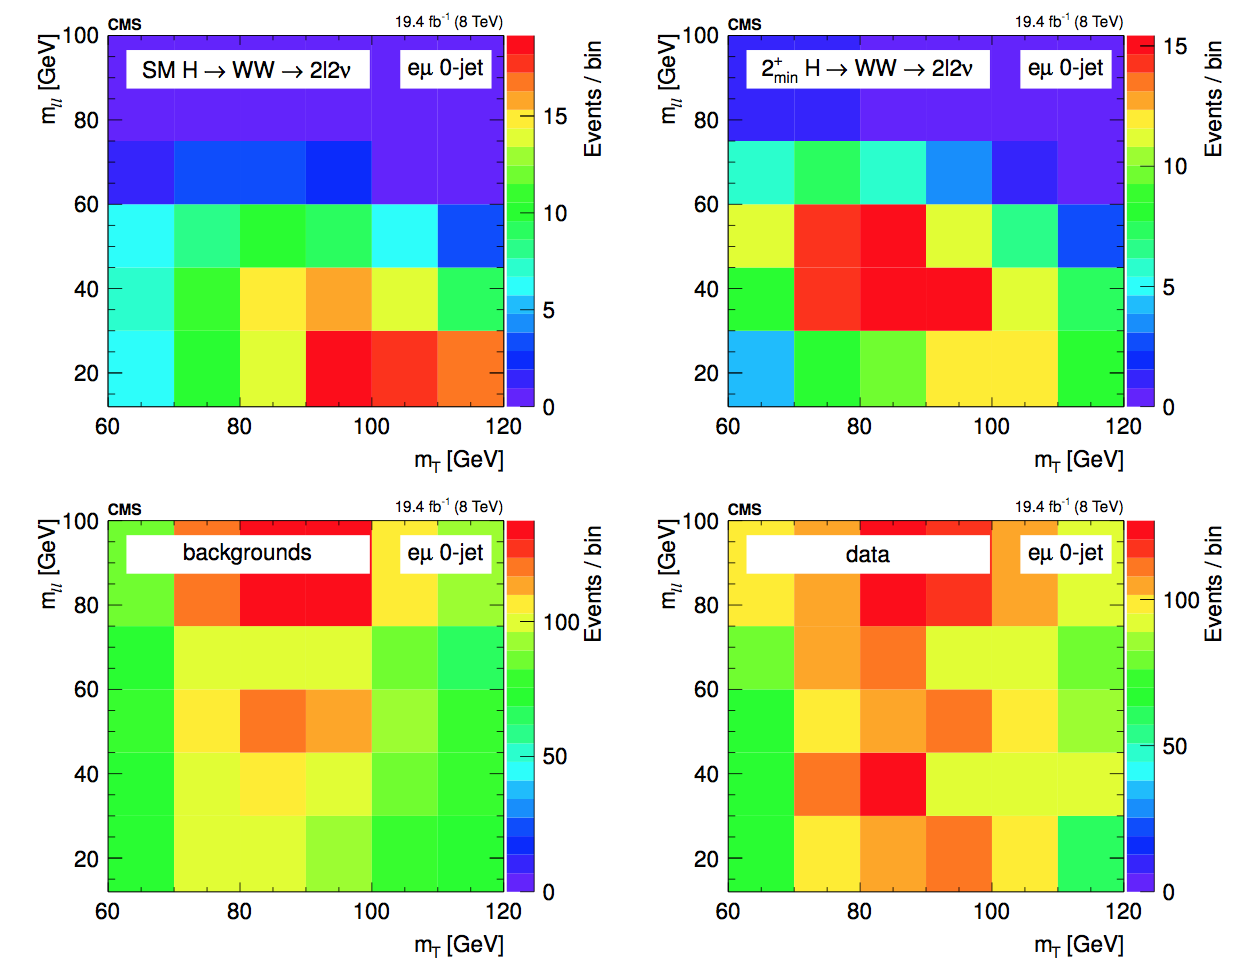 CMS 19.4 fb⁻¹ (8 TeV)
SM H → WW → 2l2ν
eμ 0-jet
m_ll [GeV]
100
80
60
40
20
60 80 100 120
m_T [GeV]
15
10
5
0
Events / bin
CMS 19.4 fb⁻¹ (8 TeV)
2⁺_min H → WW → 2l2ν
eμ 0-jet
m_ll [GeV]
100
80
60
40
20
60 80 100 120
m_T [GeV]
15
10
5
0
Events / bin
CMS 19.4 fb⁻¹ (8 TeV)
backgrounds
eμ 0-jet
m_ll [GeV]
100
80
60
40
20
60 80 100 120
m_T [GeV]
100
50
0
Events / bin
CMS 19.4 fb⁻¹ (8 TeV)
data
eμ 0-jet
m_ll [GeV]
100
80
60
40
20
60 80 100 120
m_T [GeV]
100
50
0
Events / bin